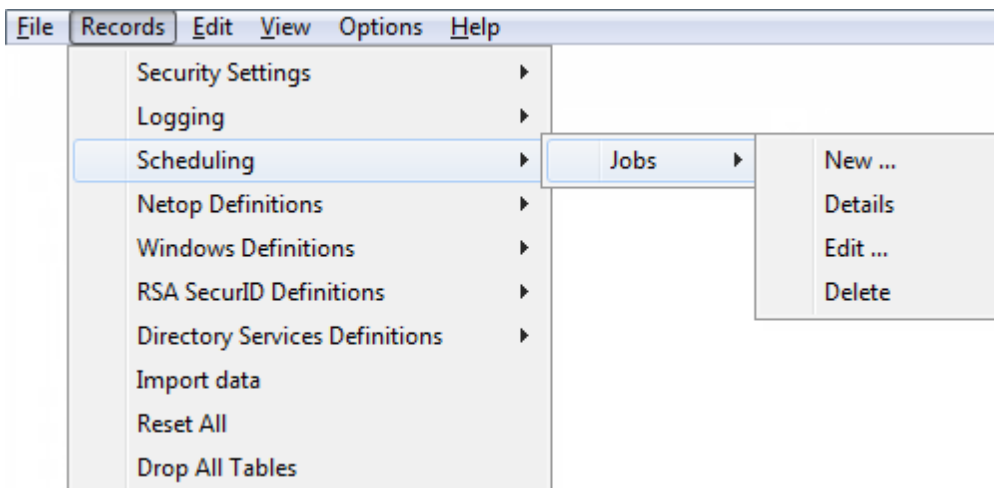 File Records Edit View Options Help
Security Settings
Logging
Scheduling Jobs New ...
Netop Definitions Details
Windows Definitions Edit ...
RSA SecurID Definitions Delete
Directory Services Definitions
Import data
Reset All
Drop All Tables